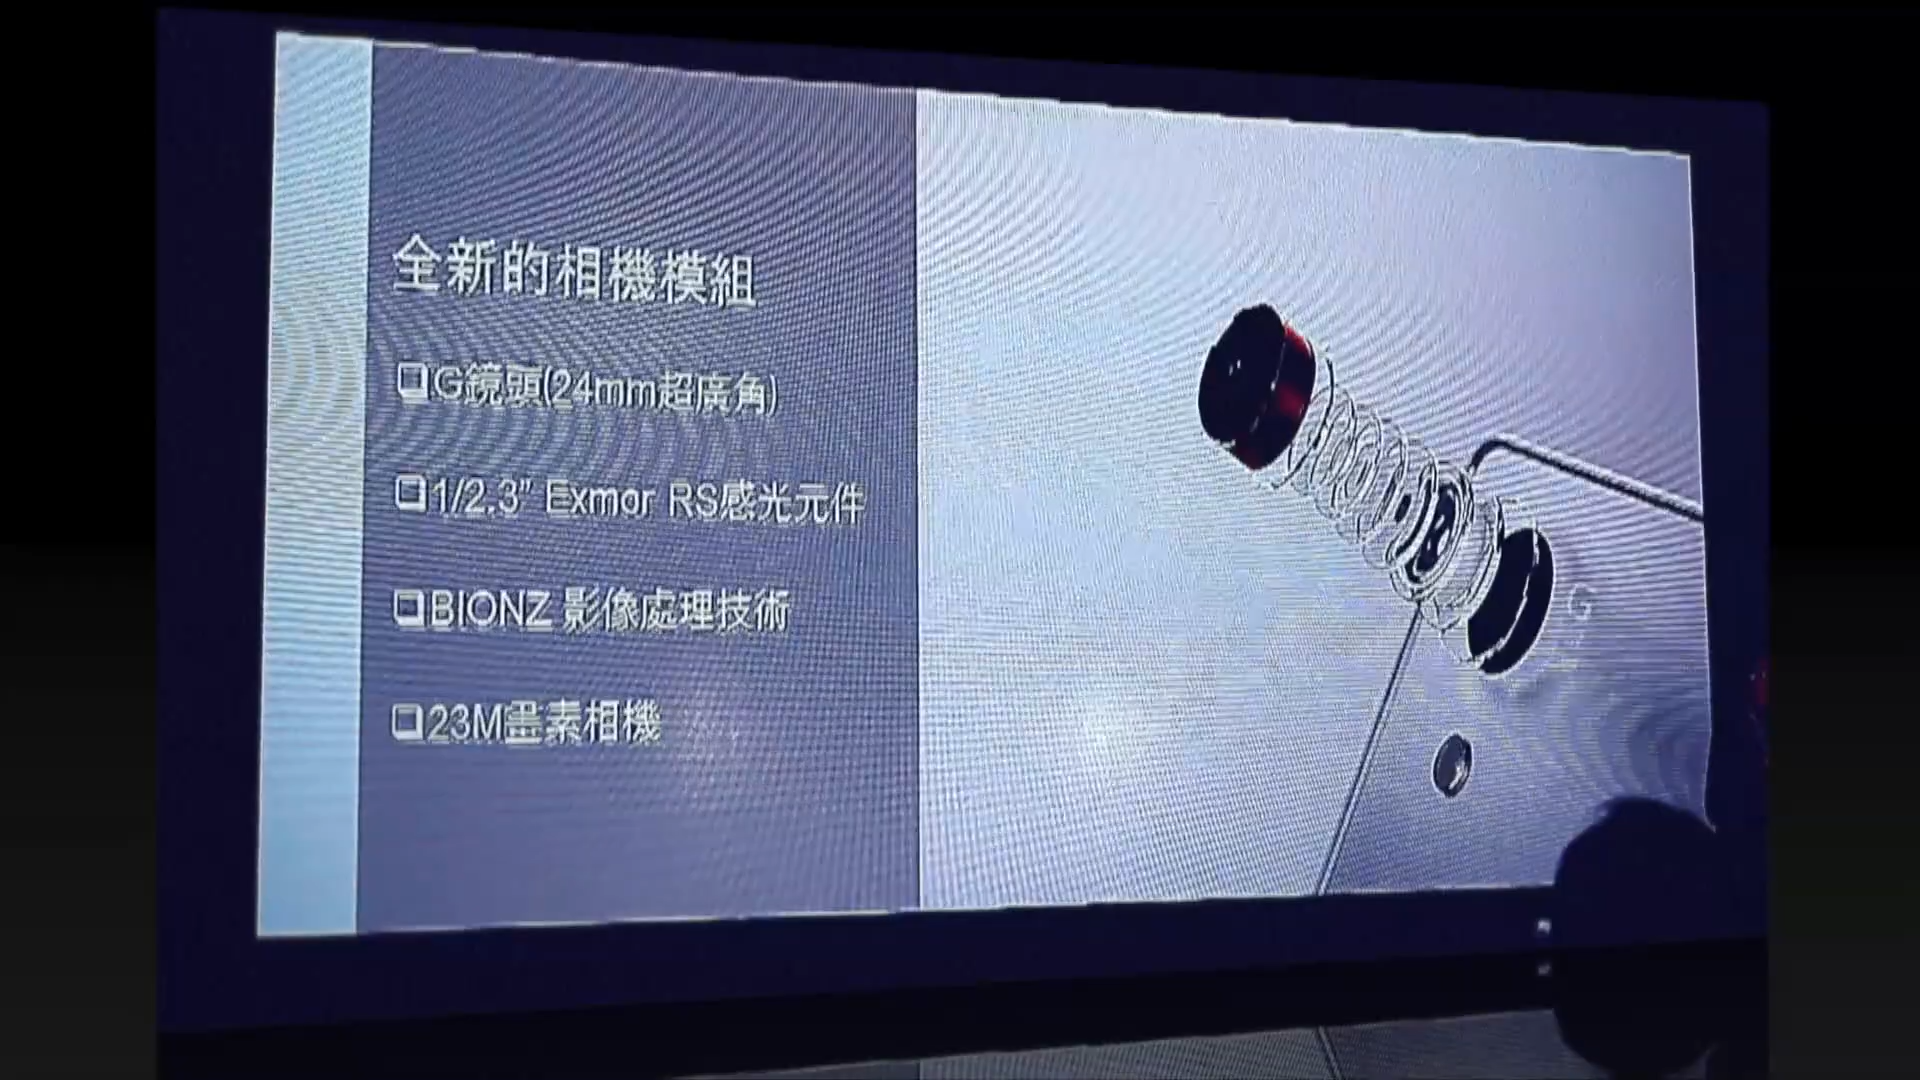 全新的相機模組
❑G鏡頭(24mm超廣角)
❑1/2.3” Exmor RS感光元件
❑BIONZ 影像處理技術
❑23M畫素相機
G